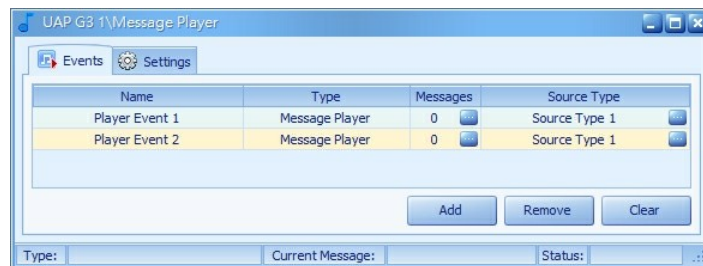 UAP G3 1\Message Player
Events Settings
Name Type Messages Source Type
Player Event 1 Message Player 0 ... Source Type 1 ...
Player Event 2 Message Player 0 ... Source Type 1 ...
Add Remove Clear
Type: Current Message: Status: